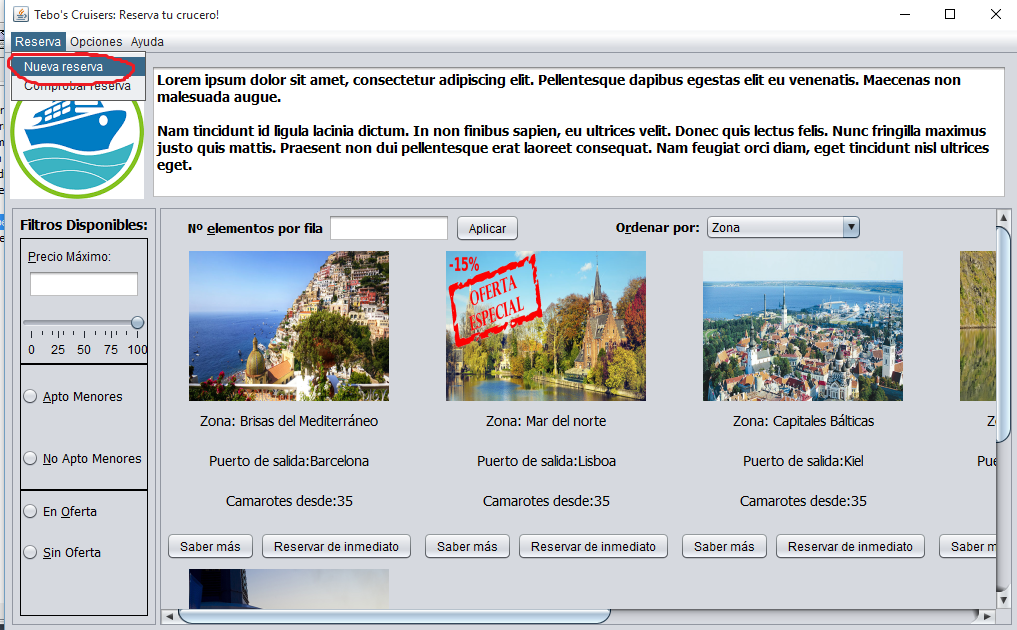 Tebo's Cruisers: Reserva tu crucero!
Reserva Opciones Ayuda
Nueva reserva
Comprobar reserva
Lorem ipsum dolor sit amet, consectetur adipiscing elit. Pellentesque dapibus egestas elit eu venenatis. Maecenas non
malesuada augue.
Nam tincidunt id ligula lacinia dictum. In non finibus sapien, eu ultrices velit. Donec quis lectus felis. Nunc fringilla maximus
justo quis mattis. Praesent non dui pellentesque erat laoreet consequat. Nam feugiat orci diam, eget tincidunt nisl ultrices
eget.
Filtros Disponibles:
Precio Máximo:
0 25 50 75 100
Apto Menores
No Apto Menores
En Oferta
Sin Oferta
Nº elementos por fila
Aplicar
Ordenar por:
Zona
-15%
OFERTA
ESPECIAL
Zona: Brisas del Mediterráneo
Zona: Mar del norte
Zona: Capitales Bálticas
Puerto de salida:Barcelona
Puerto de salida:Lisboa
Puerto de salida:Kiel
Camarotes desde:35
Camarotes desde:35
Camarotes desde:35
Saber más Reservar de inmediato Saber más Reservar de inmediato Saber más Reservar de inmediato Saber